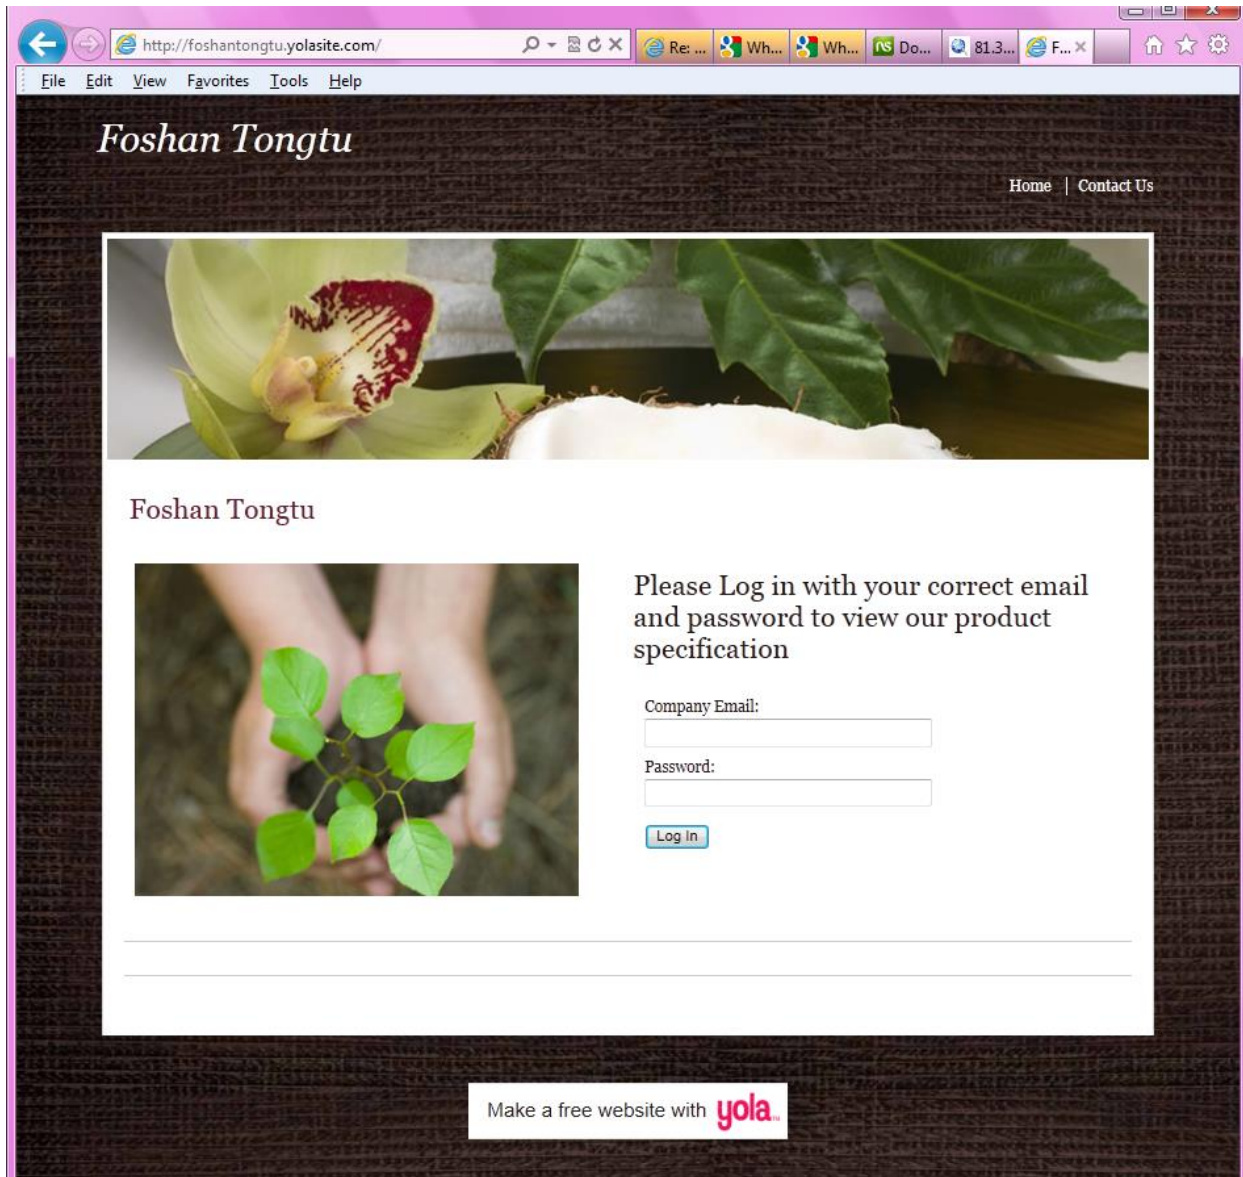 http://foshantongtu.yolasite.com/
Re: ...
Wh...
Wh...
Do...
81.3...
F...
File Edit View Favorites Tools Help
Foshan Tongtu
Home | Contact Us
Foshan Tongtu
Please Log in with your correct email
and password to view our product
specification
Company Email:
Password:
Log In
Make a free website with yola